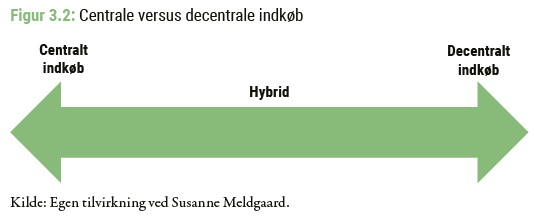 Figur 3.2: Centrale versus decentrale indkøb
Centralt
indkøb
Decentralt
indkøb
Hybrid
Kilde: Egen tilvirkning ved Susanne Meldgaard.